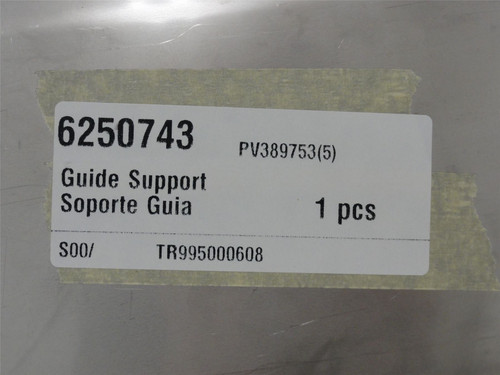 6250743 PV389753(5)
Guide Support
Soporte Guia 1 pcs
S00/ TR995000608